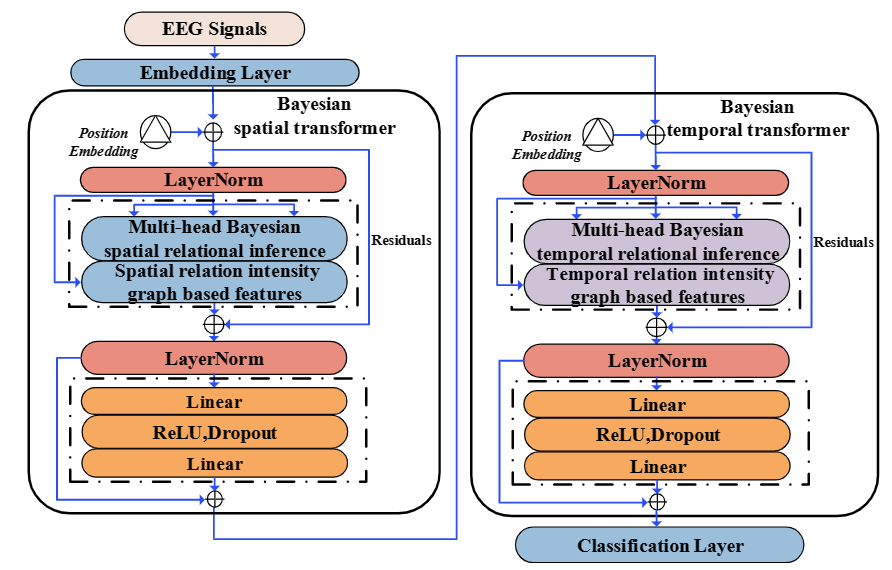 EEG Signals
Embedding Layer
Bayesian
spatial transformer
Position
Embedding
LayerNorm
Multi-head Bayesian
spatial relational inference
Spatial relation intensity
graph based features
Residuals
LayerNorm
Linear
ReLU,Dropout
Linear
Bayesian
temporal transformer
Position
Embedding
LayerNorm
Multi-head Bayesian
temporal relational inference
Temporal relation intensity
graph based features
Residuals
LayerNorm
Linear
ReLU,Dropout
Linear
Classification Layer